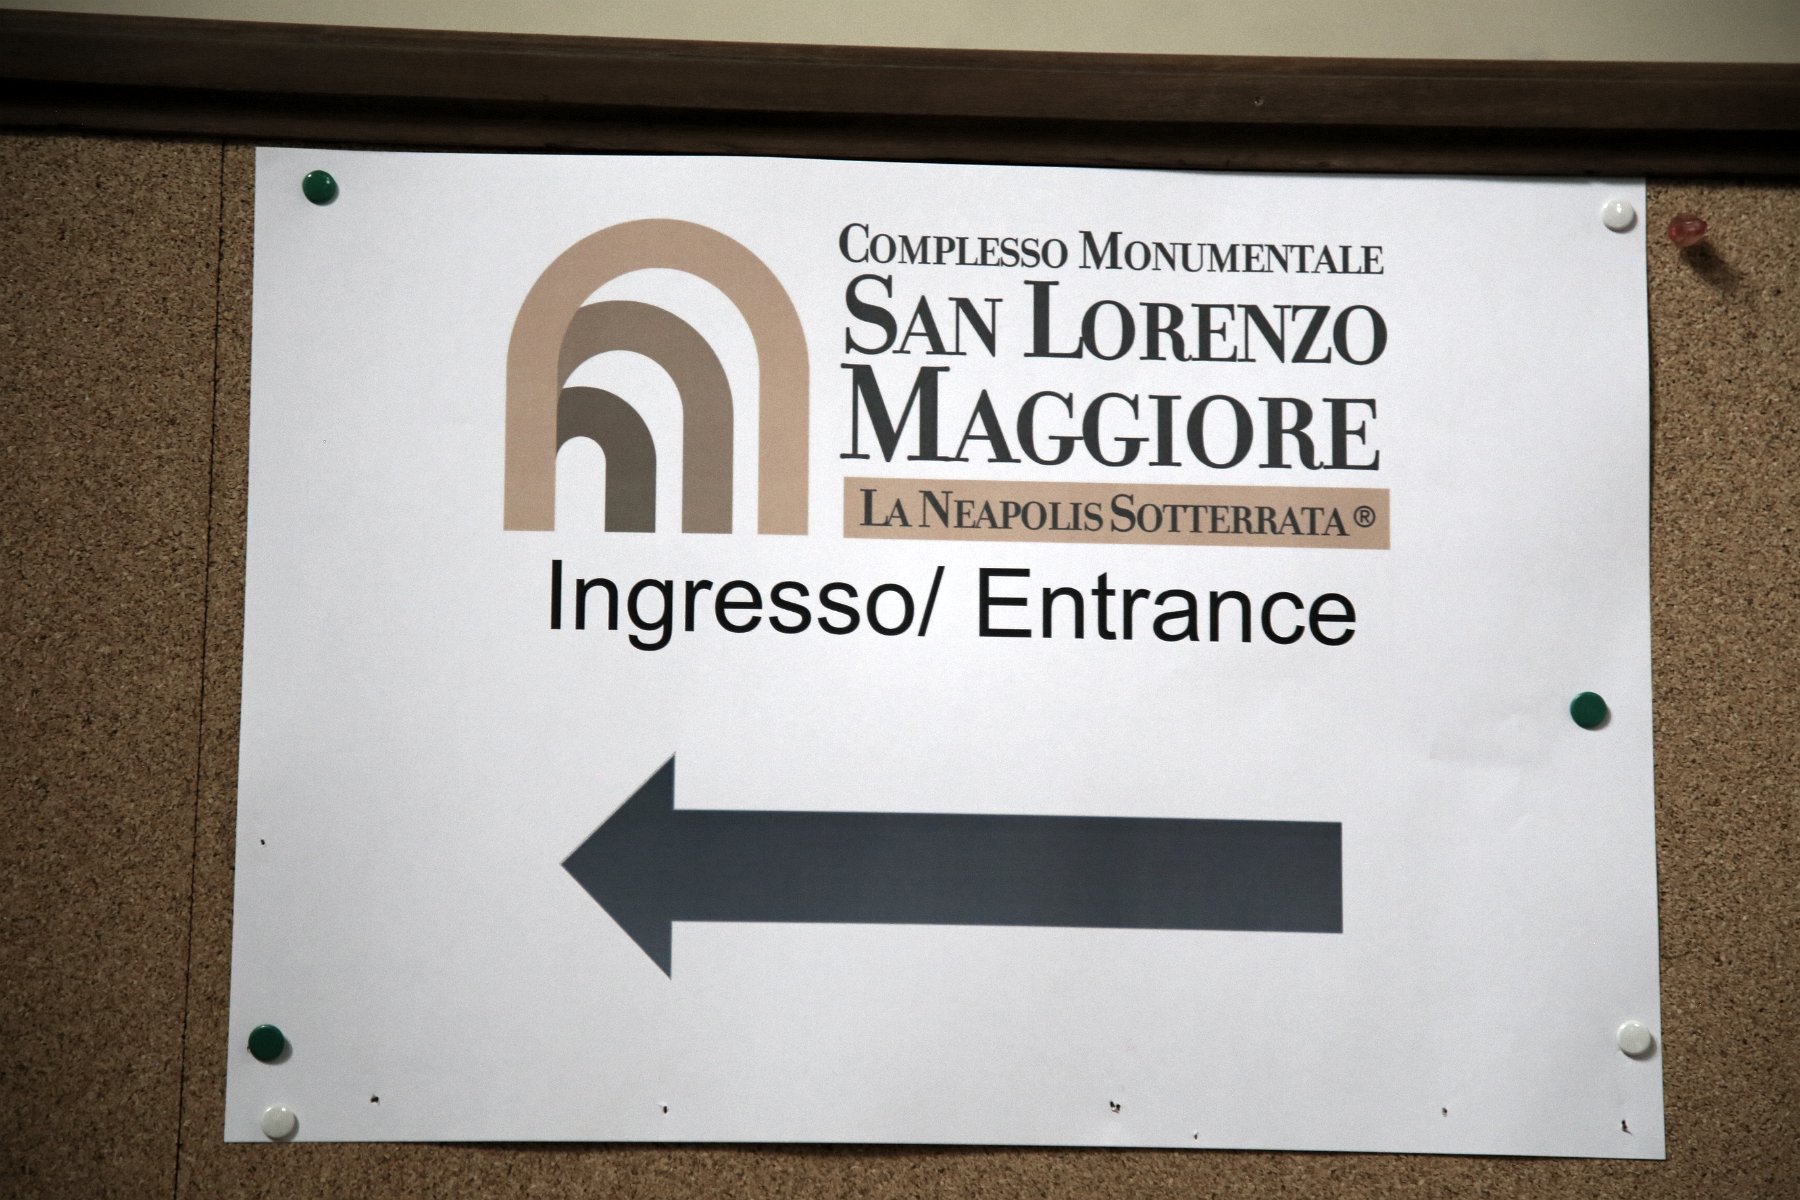 COMPLESSO MONUMENTALE
SAN LORENZO
MAGGIORE
LA NEAPOLIS SOTTERRATA®
Ingresso/ Entrance